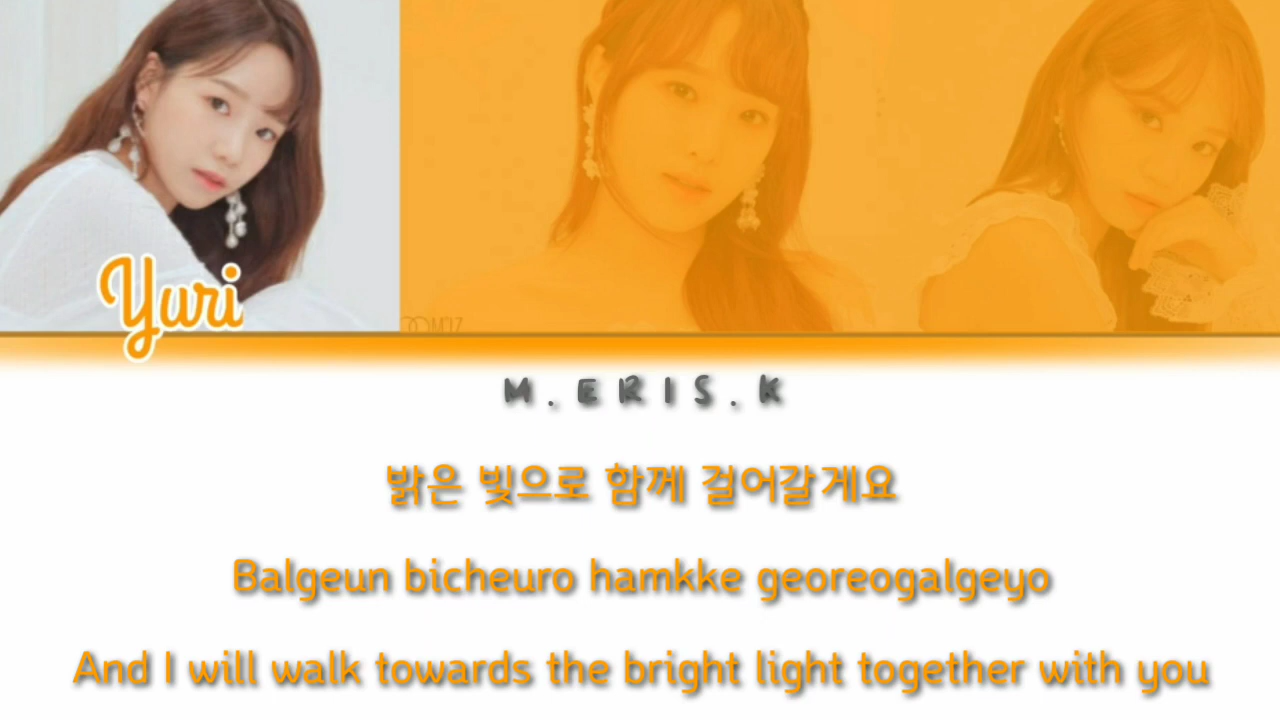 Yuri
M.ERIS.K
밝은 빛으로 함께 걸어갈게요
Balgeun bicheuro hamkke georeogalgeyo
And I will walk towards the bright light together with you